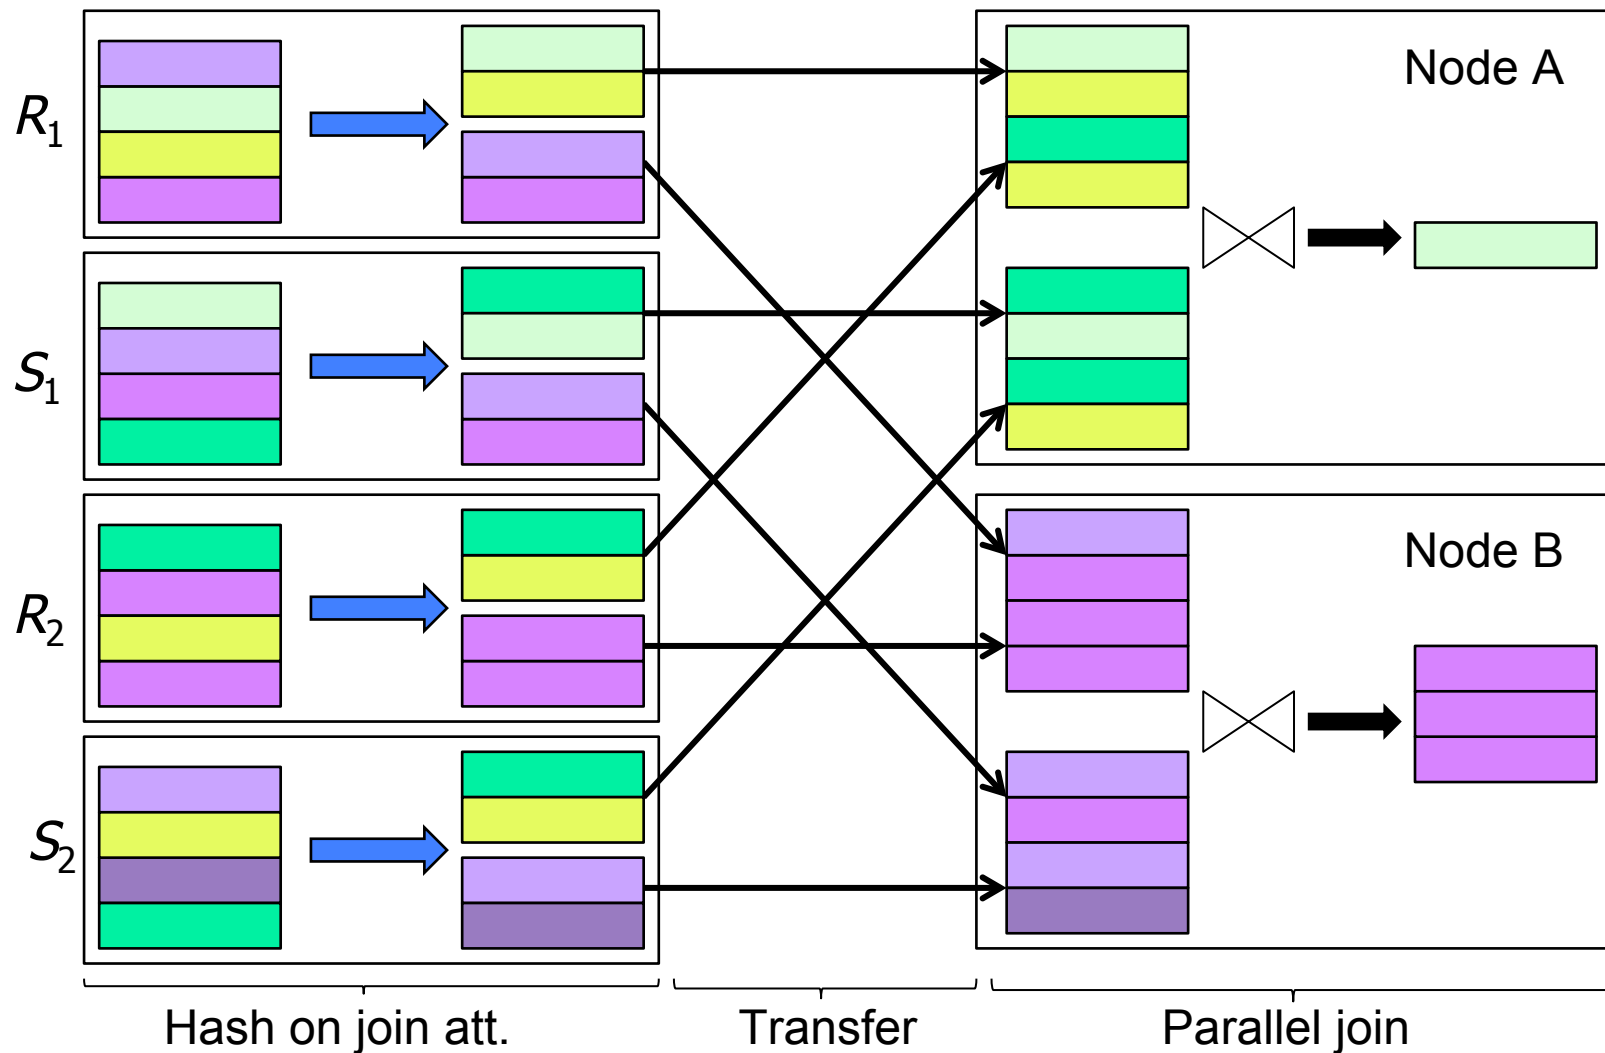 R1
Node A
S1
R2
Node B
S2
Hash on join att.
Transfer
Parallel join